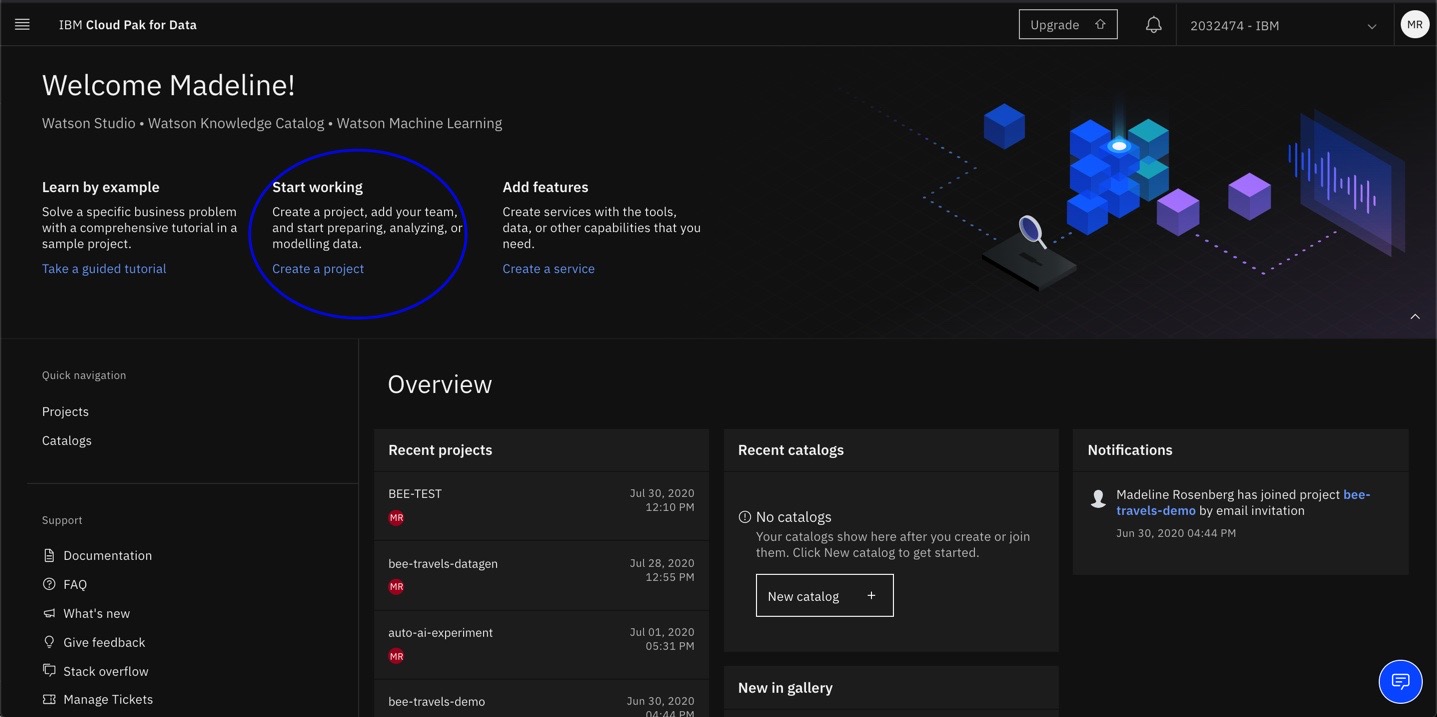 IBM Cloud Pak for Data
Upgrade
2032474 - IBM
MR
Welcome Madeline!
Watson Studio • Watson Knowledge Catalog • Watson Machine Learning
Learn by example
Solve a specific business problem
with a comprehensive tutorial in a
sample project.
Take a guided tutorial
Start working
Create a project, add your team,
and start preparing, analyzing, or
modelling data.
Create a project
Add features
Create services with the tools,
data, or other capabilities that you
need.
Create a service
Quick navigation
Projects
Catalogs
Support
Documentation
FAQ
What's new
Give feedback
Stack overflow
Manage Tickets
Overview
Recent projects
BEE-TEST
Jul 30, 2020
12:10 PM
MR
bee-travels-datagen
Jul 28, 2020
12:55 PM
MR
auto-ai-experiment
Jul 01, 2020
05:31 PM
MR
bee-travels-demo
Jun 30, 2020
04:44 PM
Recent catalogs
No catalogs
Your catalogs show here after you create or join
them. Click New catalog to get started.
New catalog +
New in gallery
Notifications
Madeline Rosenberg has joined project bee-
travels-demo by email invitation
Jun 30, 2020 04:44 PM